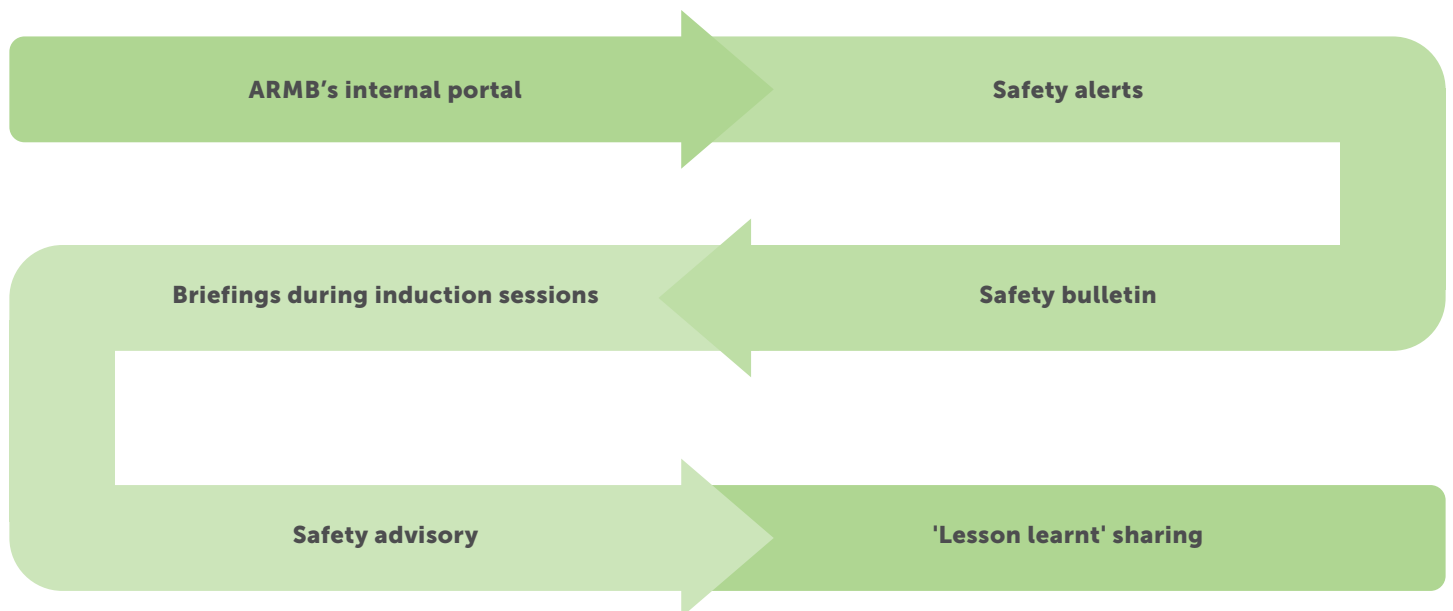 ARMB’s internal portal
Safety alerts
Safety bulletin
Briefings during induction sessions
Safety advisory
'Lesson learnt' sharing